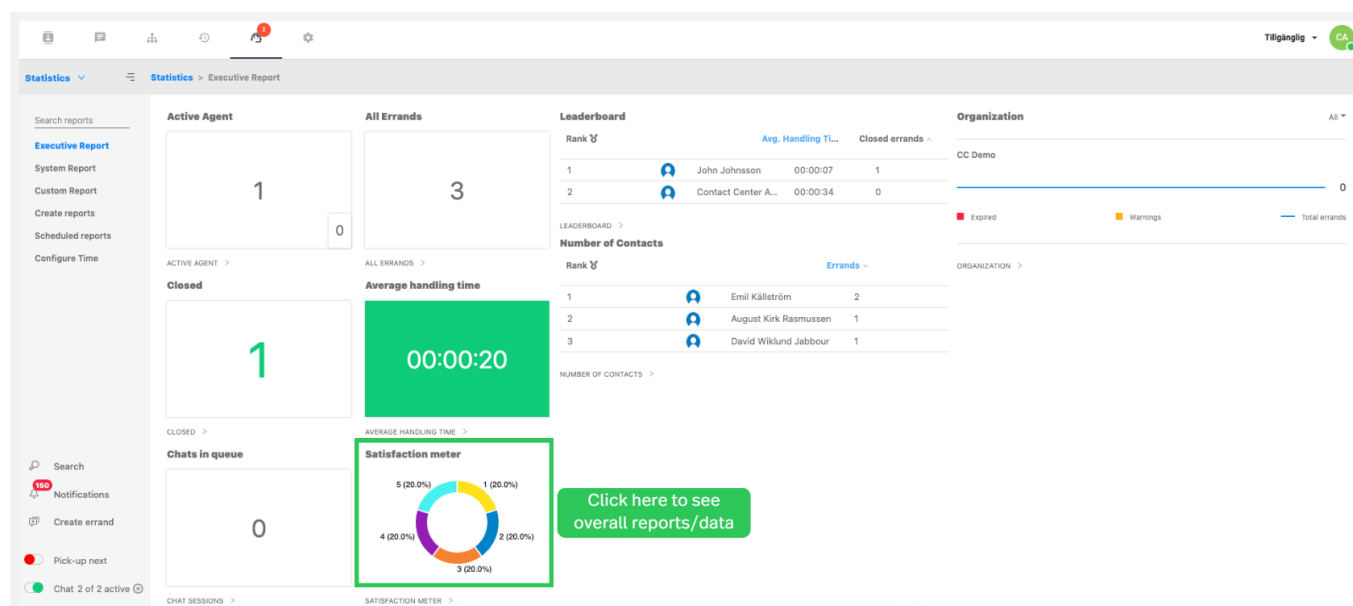 2
Tillgänglig
CA
Statistics
Statistics > Executive Report
Search reports
Executive Report
System Report
Custom Report
Create reports
Scheduled reports
Configure Time
Search
160
Notifications
Create errand
Pick-up next
Chat 2 of 2 active
Active Agent
1
0
ACTIVE AGENT >
All Errands
3
ALL ERRANDS >
Closed
1
CLOSED >
Average handling time
00:00:20
AVERAGE HANDLING TIME >
Chats in queue
0
CHAT SESSIONS >
Satisfaction meter
5 (20.0%)
1 (20.0%)
4 (20.0%)
2 (20.0%)
3 (20.0%)
SATISFACTION METER >
Click here to see
overall reports/data
Leaderboard
Rank Avg. Handling Ti... Closed errands
1 John Johnsson 00:00:07 1
2 Contact Center A... 00:00:34 0
LEADERBOARD >
Number of Contacts
Rank Errands
1 Emil Källström 2
2 August Kirk Rasmussen 1
3 David Wiklund Jabbour 1
NUMBER OF CONTACTS >
Organization
All
CC Demo
0
Expired Warnings Total errands
ORGANIZATION >